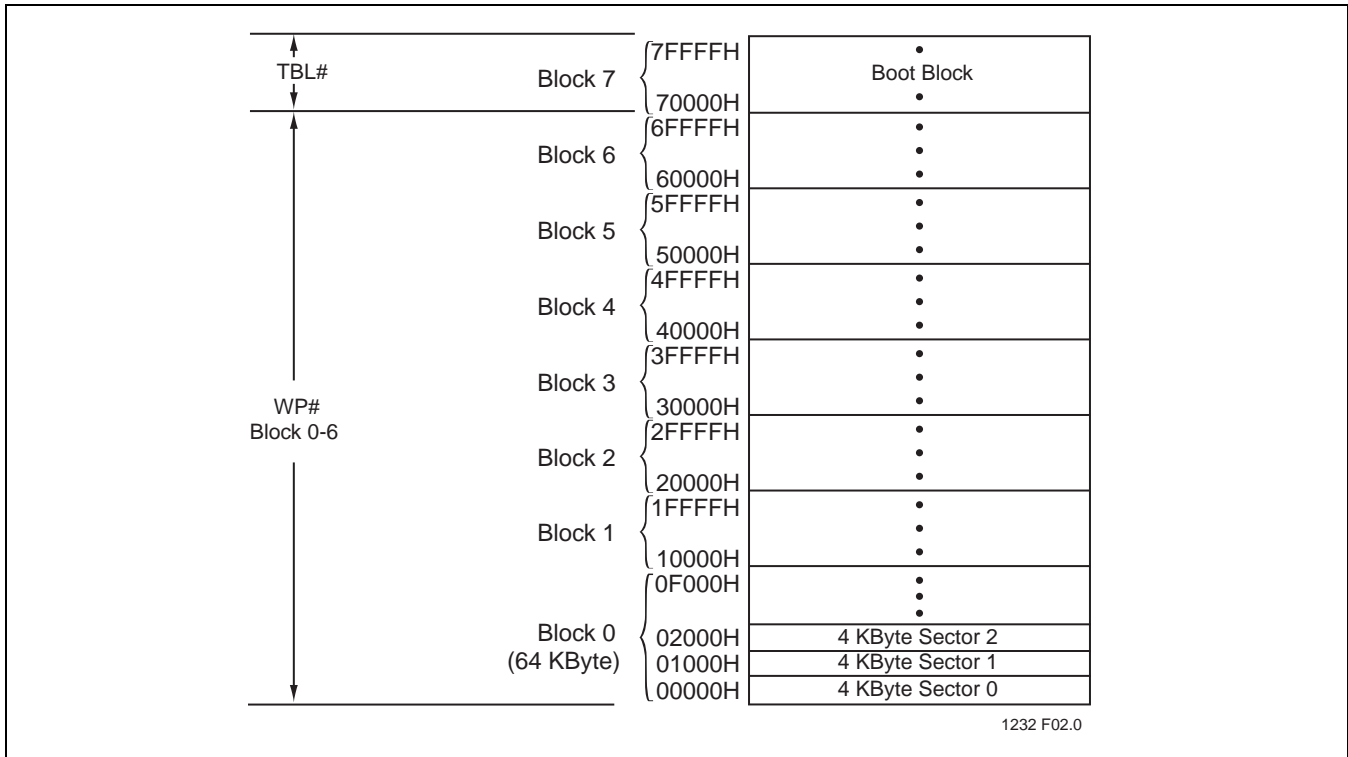 TBL#
Block 7
7FFFFH
70000H
Boot Block
Block 6
6FFFFH
60000H
Block 5
5FFFFH
50000H
Block 4
4FFFFH
40000H
Block 3
3FFFFH
30000H
WP#
Block 0-6
Block 2
2FFFFH
20000H
Block 1
1FFFFH
10000H
Block 0
(64 KByte)
0F000H
02000H 4 KByte Sector 2
01000H 4 KByte Sector 1
00000H 4 KByte Sector 0
1232 F02.0